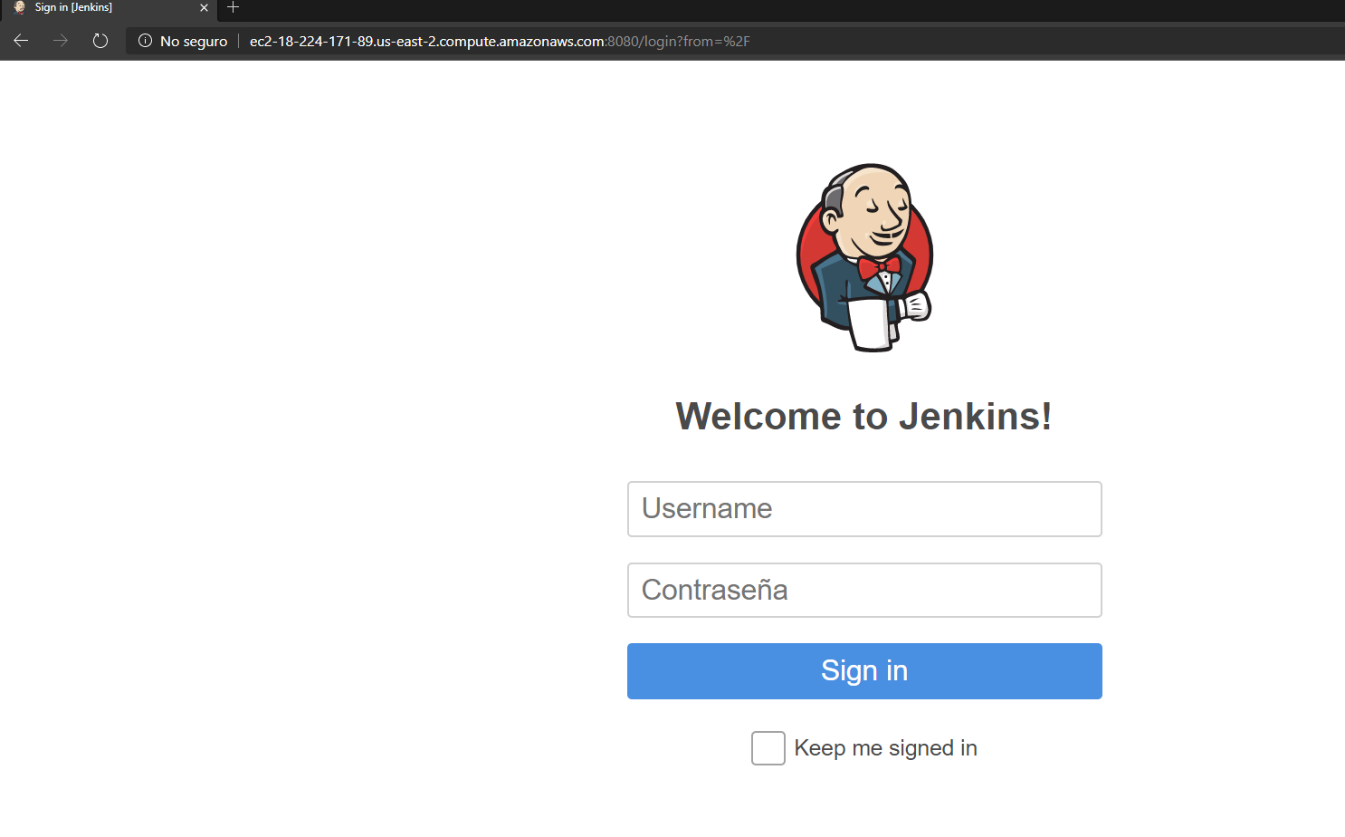 Sign in [Jenkins]
No seguro
ec2-18-224-171-89.us-east-2.compute.amazonaws.com:8080/login?from=%2F
Welcome to Jenkins!
Username
Contraseña
Sign in
Keep me signed in